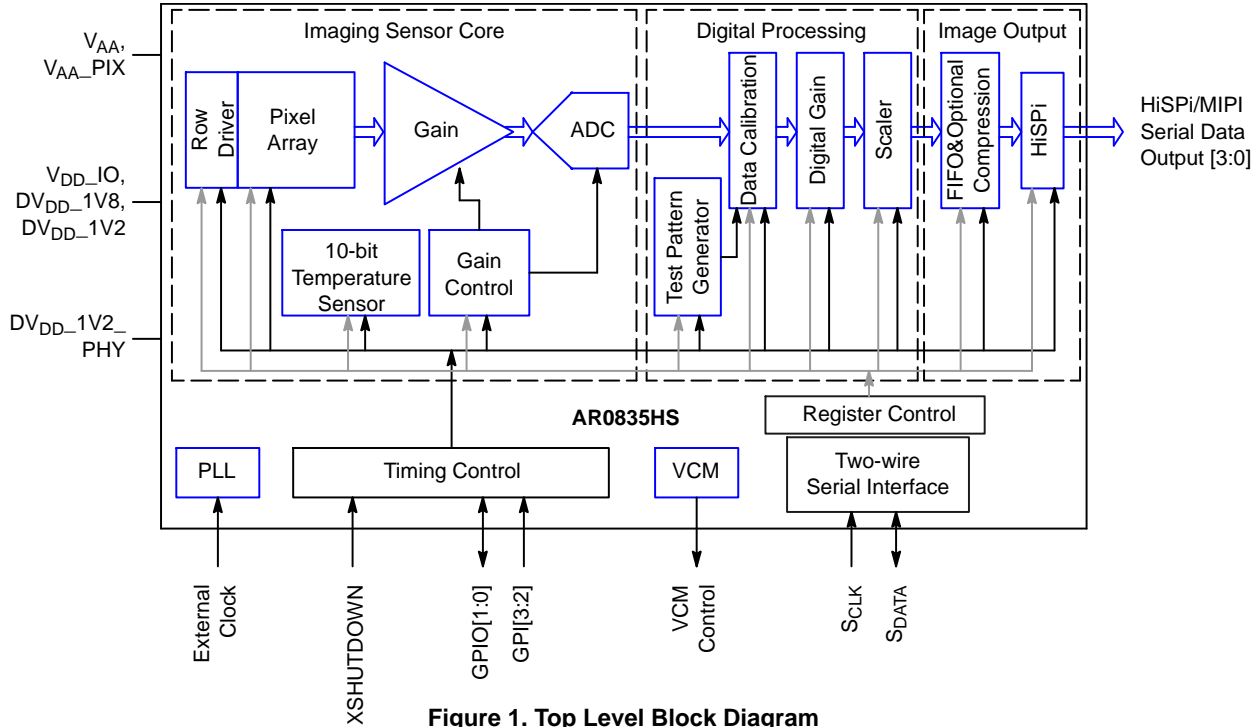 Imaging Sensor Core
Digital Processing
Image Output
VAA,
VAA_PIX
VDD_IO,
DVDD_1V8,
DVDD_1V2
DVDD_1V2_
PHY
Row
Driver
Pixel
Array
Gain
ADC
10-bit
Temperature
Sensor
Gain
Control
Test Pattern
Generator
Data Calibration
Digital Gain
Scaler
FIFO&Optional
Compression
HiSPi
HiSPi/MIPI
Serial Data
Output [3:0]
AR0835HS
Register Control
Two-wire
Serial Interface
PLL
Timing Control
VCM
External
Clock
XSHUTDOWN
GPIO[1:0]
GPI[3:2]
VCM
Control
SCLK
SDATA
Figure 1. Top Level Block Diagram